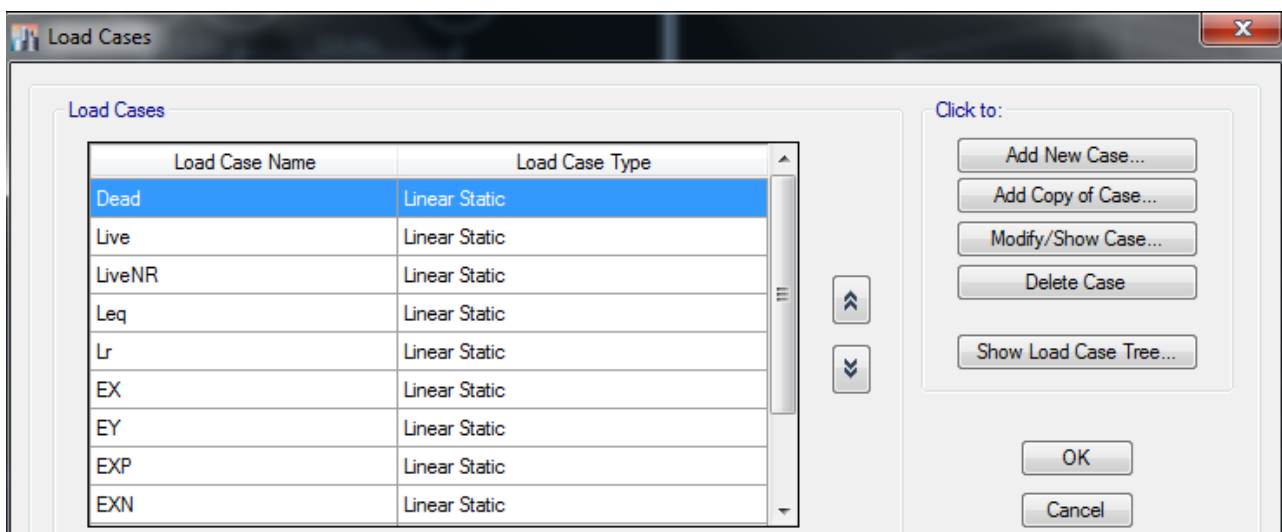 Load Cases
Load Cases
Load Case Name Load Case Type
Dead Linear Static
Live Linear Static
LiveNR Linear Static
Leq Linear Static
Lr Linear Static
EX Linear Static
EY Linear Static
EXP Linear Static
EXN Linear Static
Click to:
Add New Case...
Add Copy of Case...
Modify/Show Case...
Delete Case
Show Load Case Tree...
OK
Cancel